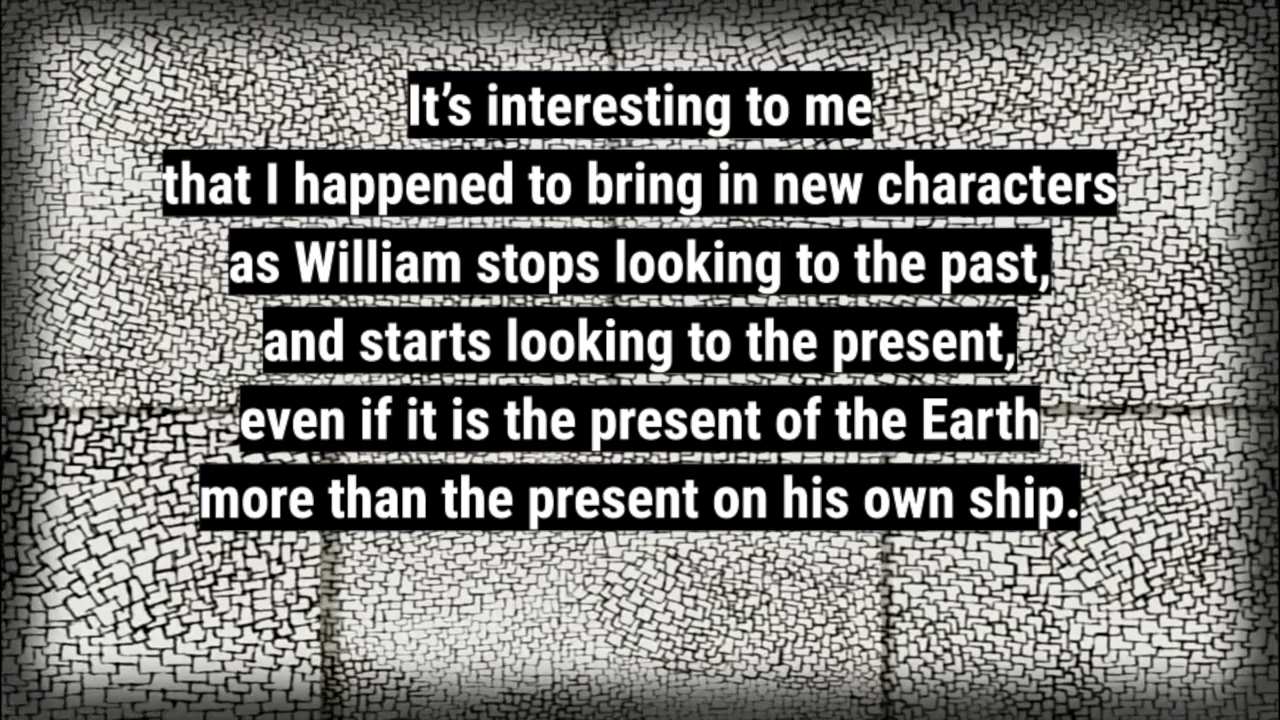 It’s interesting to me
that I happened to bring in new characters
as William stops looking to the past,
and starts looking to the present,
even if it is the present of the Earth
more than the present on his own ship.